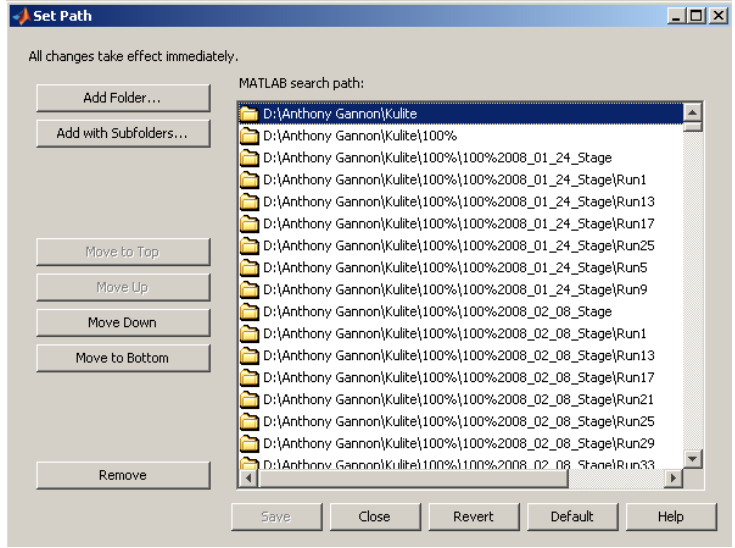 Set Path
All changes take effect immediately.
Add Folder...
Add with Subfolders...
Move to Top
Move Up
Move Down
Move to Bottom
Remove
MATLAB search path:
D:\Anthony Gannon\Kulite
D:\Anthony Gannon\Kulite\100%
D:\Anthony Gannon\Kulite\100%\100%2008_01_24_Stage
D:\Anthony Gannon\Kulite\100%\100%2008_01_24_Stage\Run1
D:\Anthony Gannon\Kulite\100%\100%2008_01_24_Stage\Run13
D:\Anthony Gannon\Kulite\100%\100%2008_01_24_Stage\Run17
D:\Anthony Gannon\Kulite\100%\100%2008_01_24_Stage\Run25
D:\Anthony Gannon\Kulite\100%\100%2008_01_24_Stage\Run5
D:\Anthony Gannon\Kulite\100%\100%2008_01_24_Stage\Run9
D:\Anthony Gannon\Kulite\100%\100%2008_02_08_Stage
D:\Anthony Gannon\Kulite\100%\100%2008_02_08_Stage\Run1
D:\Anthony Gannon\Kulite\100%\100%2008_02_08_Stage\Run13
D:\Anthony Gannon\Kulite\100%\100%2008_02_08_Stage\Run17
D:\Anthony Gannon\Kulite\100%\100%2008_02_08_Stage\Run21
D:\Anthony Gannon\Kulite\100%\100%2008_02_08_Stage\Run25
D:\Anthony Gannon\Kulite\100%\100%2008_02_08_Stage\Run29
D:\Anthony Gannon\Kulite\100%\100%2008_02_08_Stage\Run33
Save
Close
Revert
Default
Help